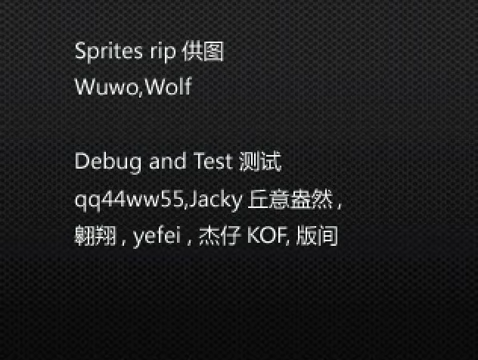 Sprites rip 供图
Wuwo,Wolf
Debug and Test 测试
qq44ww55,Jacky 丘意盎然 ,
翱翔 , yefei , 杰仔 KOF, 版间